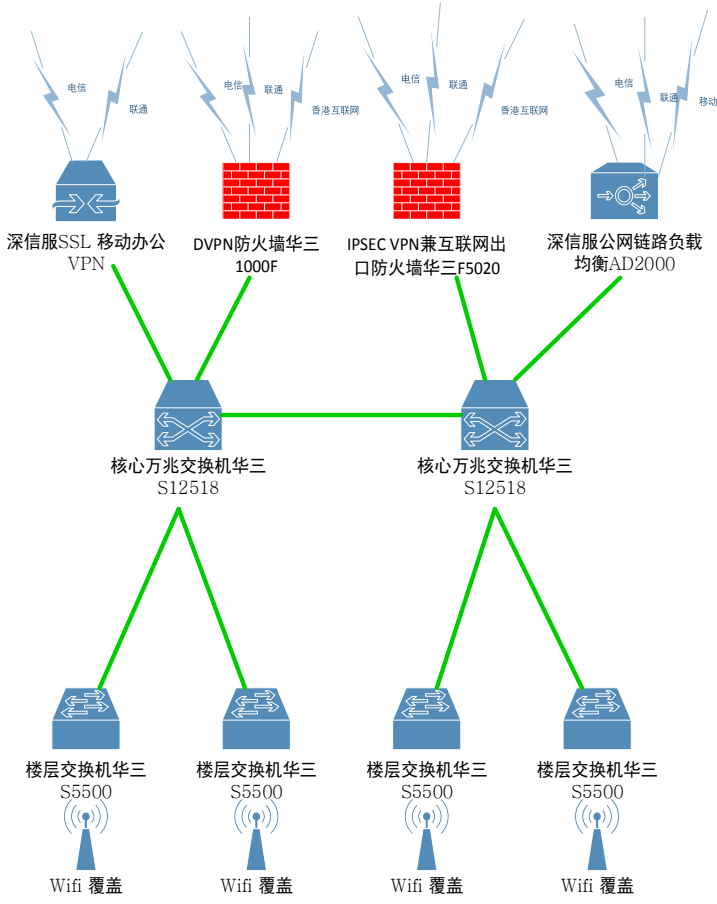 电信
联通
电信
联通
香港互联网
电信
联通
香港互联网
电信
联通
移动
深信服SSL 移动办公
VPN
DVPN防火墙华三
1000F
IPSEC VPN兼互联网出
口防火墙华三F5020
深信服公网链路负载
均衡AD2000
核心万兆交换机华三
S12518
核心万兆交换机华三
S12518
楼层交换机华三
S5500
楼层交换机华三
S5500
楼层交换机华三
S5500
楼层交换机华三
S5500
Wifi 覆盖
Wifi 覆盖
Wifi 覆盖
Wifi 覆盖